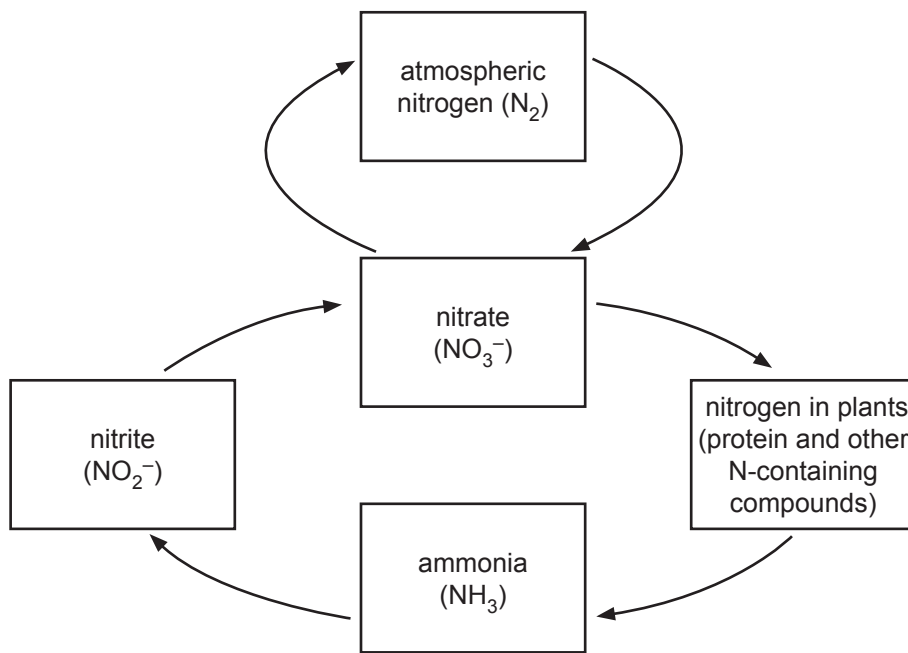 atmospheric
nitrogen (N₂)
nitrate
(NO₃⁻)
nitrite
(NO₂⁻)
nitrogen in plants
(protein and other
N-containing
compounds)
ammonia
(NH₃)